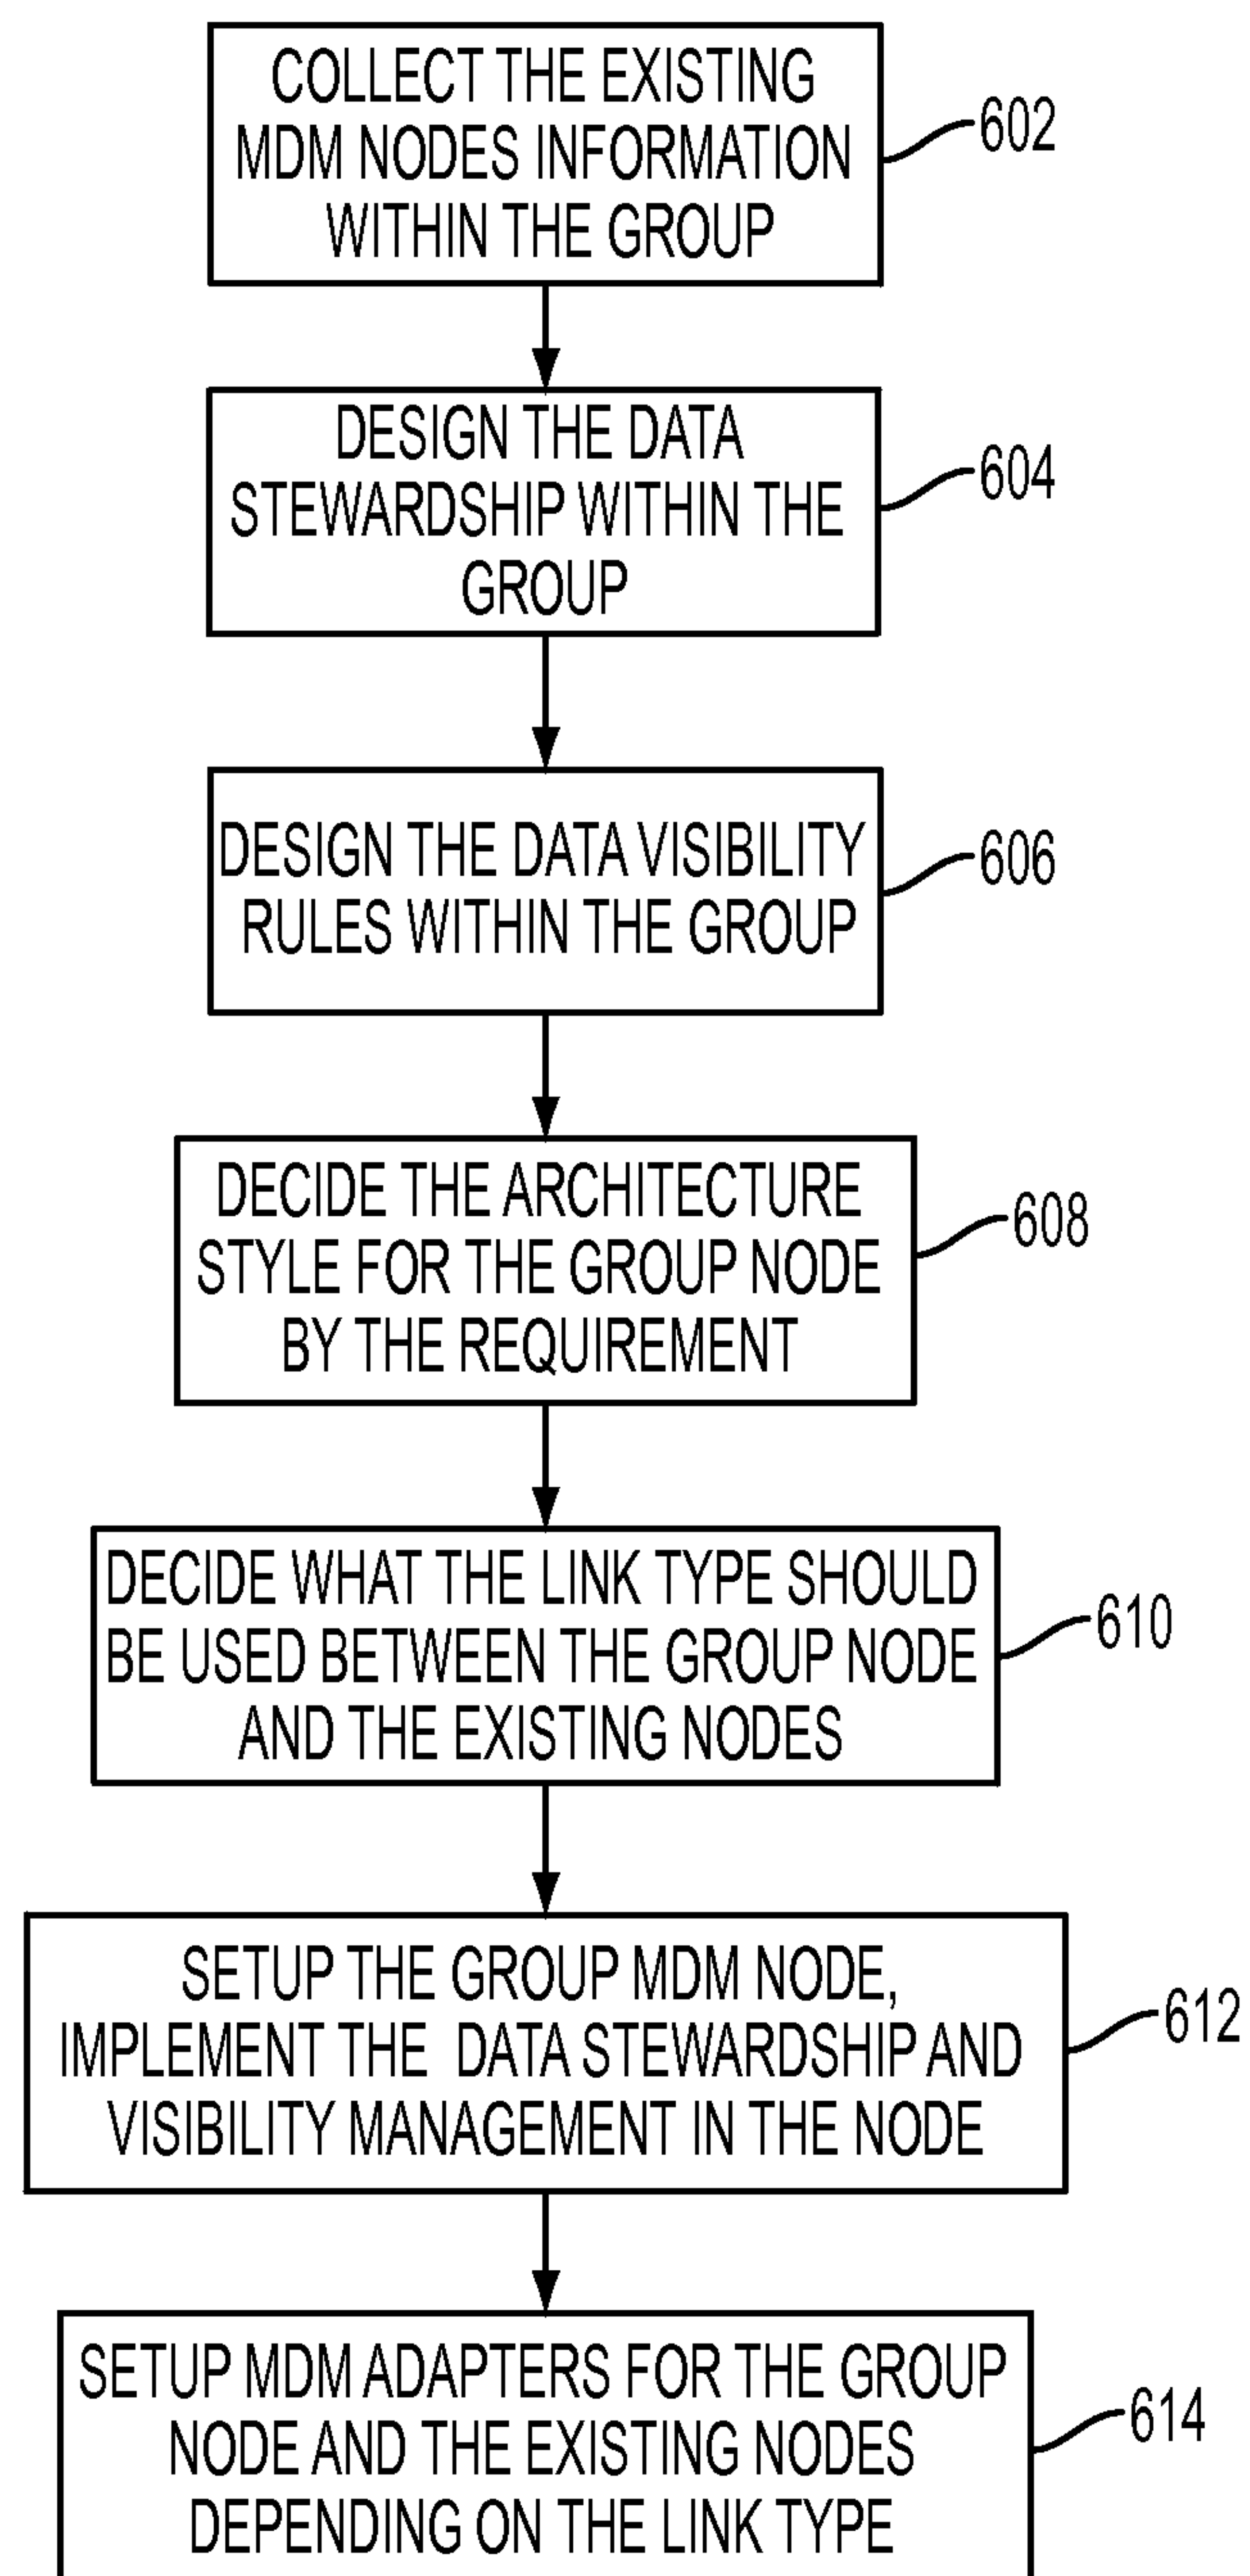 COLLECT THE EXISTING
MDM NODES INFORMATION
WITHIN THE GROUP
602
DESIGN THE DATA
STEWARDSHIP WITHIN THE
GROUP
604
DESIGN THE DATA VISIBILITY
RULES WITHIN THE GROUP
606
DECIDE THE ARCHITECTURE
STYLE FOR THE GROUP NODE
BY THE REQUIREMENT
608
DECIDE WHAT THE LINK TYPE SHOULD
BE USED BETWEEN THE GROUP NODE
AND THE EXISTING NODES
610
SETUP THE GROUP MDM NODE,
IMPLEMENT THE DATA STEWARDSHIP AND
VISIBILITY MANAGEMENT IN THE NODE
612
SETUP MDM ADAPTERS FOR THE GROUP
NODE AND THE EXISTING NODES
DEPENDING ON THE LINK TYPE
614